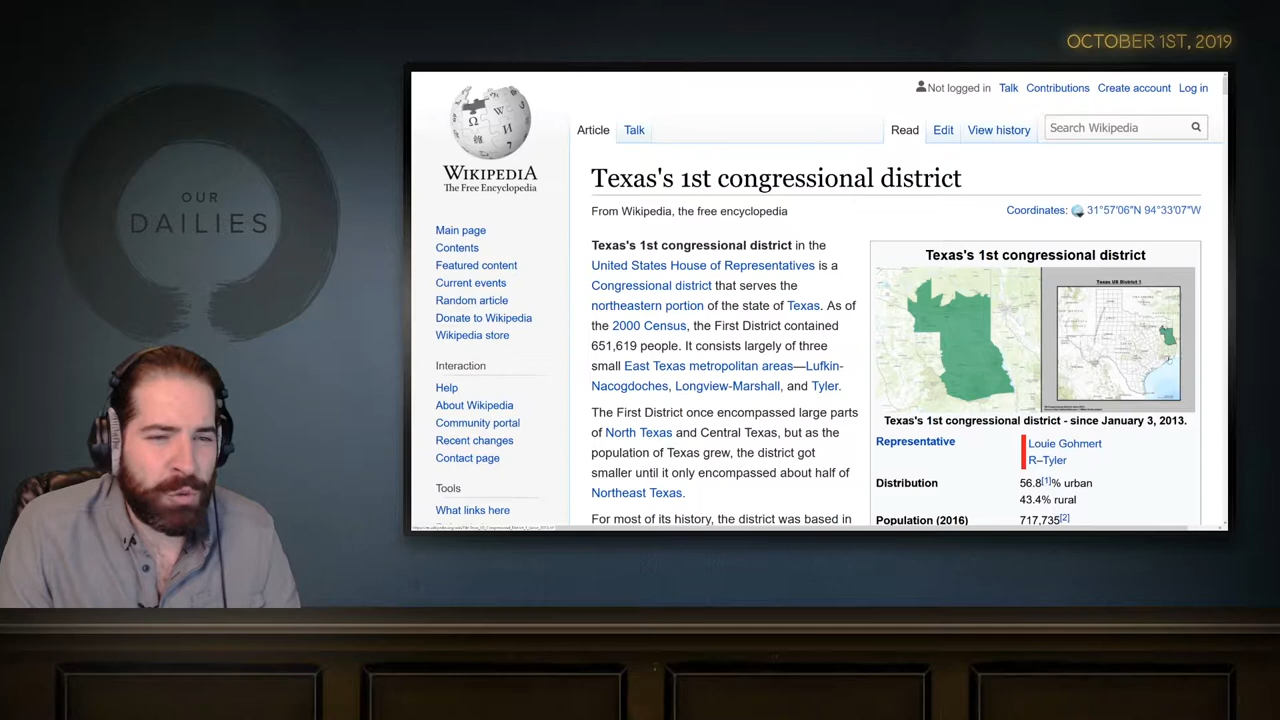 OCTOBER 1ST, 2019
OUR
DAILIES
WIKIPEDIA
The Free Encyclopedia
Main page
Contents
Featured content
Current events
Random article
Donate to Wikipedia
Wikipedia store
Interaction
Help
About Wikipedia
Community portal
Recent changes
Contact page
Tools
What links here
Not logged in Talk Contributions Create account Log in
Article Talk Read Edit View history Search Wikipedia
Texas's 1st congressional district
From Wikipedia, the free encyclopedia
Coordinates: 31°57′06″N 94°33′07″W
Texas's 1st congressional district in the
United States House of Representatives is a
Congressional district that serves the
northeastern portion of the state of Texas. As of
the 2000 Census, the First District contained
651,619 people. It consists largely of three
small East Texas metropolitan areas—Lufkin-
Nacogdoches, Longview-Marshall, and Tyler.
The First District once encompassed large parts
of North Texas and Central Texas, but as the
population of Texas grew, the district got
smaller until it only encompassed about half of
Northeast Texas.
For most of its history, the district was based in
Texas's 1st congressional district
Texas US District 1
Texas's 1st congressional district - since January 3, 2013.
Representative Louie Gohmert
R–Tyler
Distribution 56.8[1]% urban
43.4% rural
Population (2016) 717,735[2]